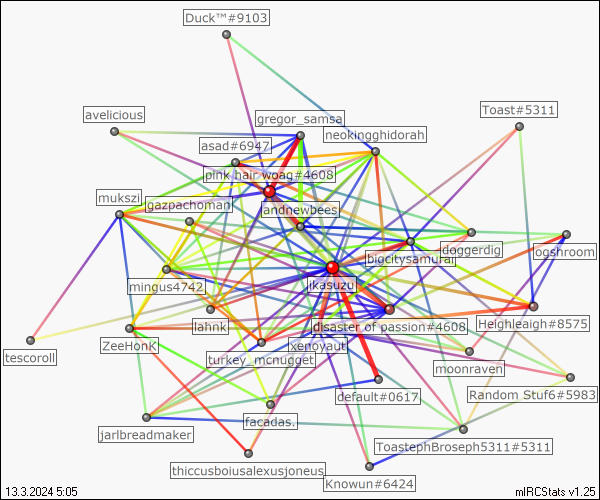 Duck™#9103
Toast#5311
avelicious
gregor_samsa
neokingghidorah
asad#6947
pink hair woag#4608
mukszi
gazpachoman
andnewbees
doggerdig
ogshroom
bigcitysamurai
mingus4742
ikasuzu
lahnk
disaster of passion#4608
Heighleigh#8575
ZeeHonk
xenoyaut
turkey_mcnugget
tescoroll
moonraven
default#0617
Random Stuf6#5983
facadas.
jarlbreadmaker
ToastephBroseph5311#5311
thiccusboiusalexusjoneus
Knowun#6424
13.3.2024 5:05
mIRCStats v1.25